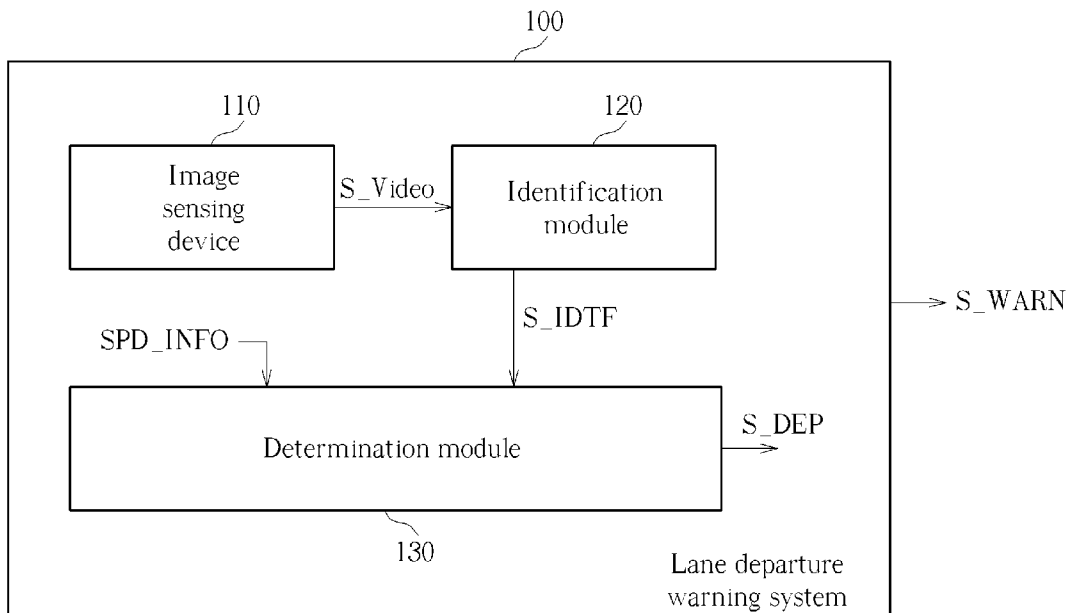 100
110
120
Image
sensing
device
S_Video
Identification
module
S_WARN
S_IDTF
SPD_INFO
S_DEP
Determination module
130
Lane departure
warning system